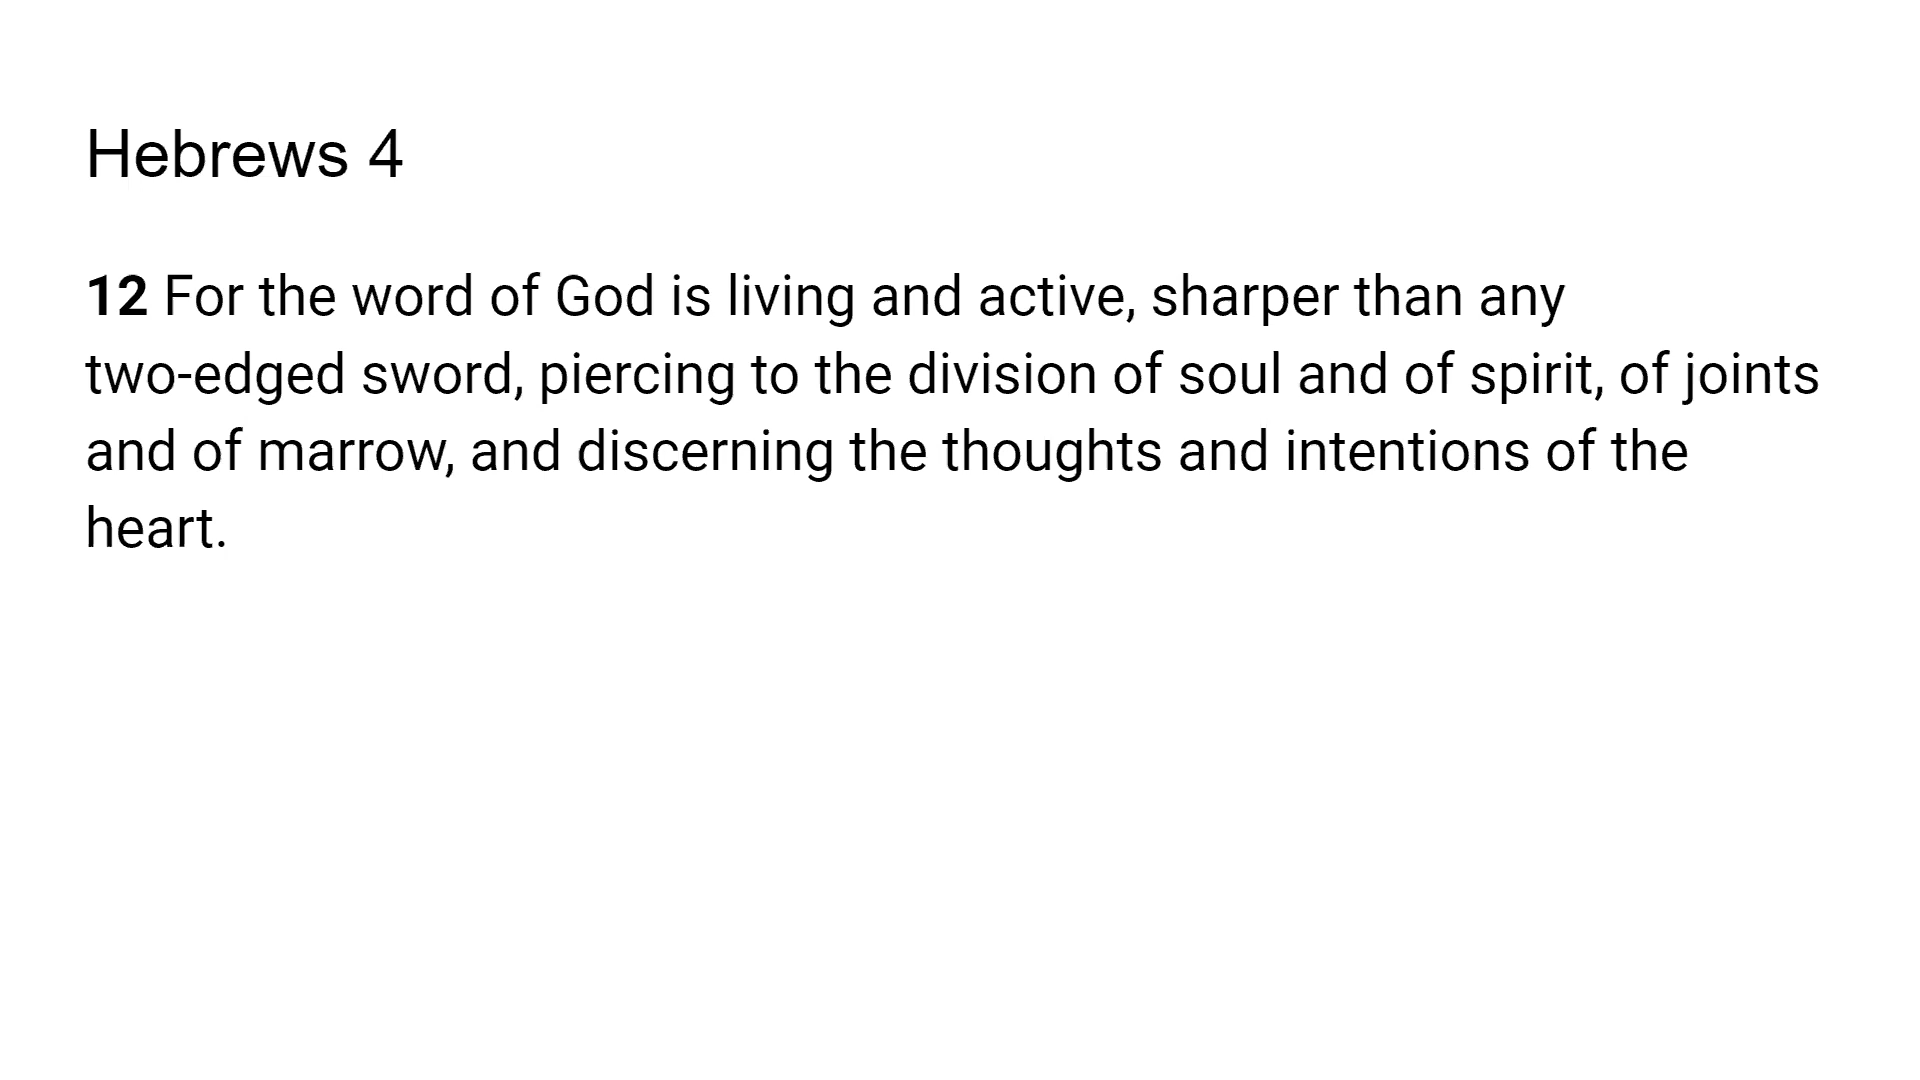 Hebrews 4
12 For the word of God is living and active, sharper than any
two-edged sword, piercing to the division of soul and of spirit, of joints
and of marrow, and discerning the thoughts and intentions of the
heart.